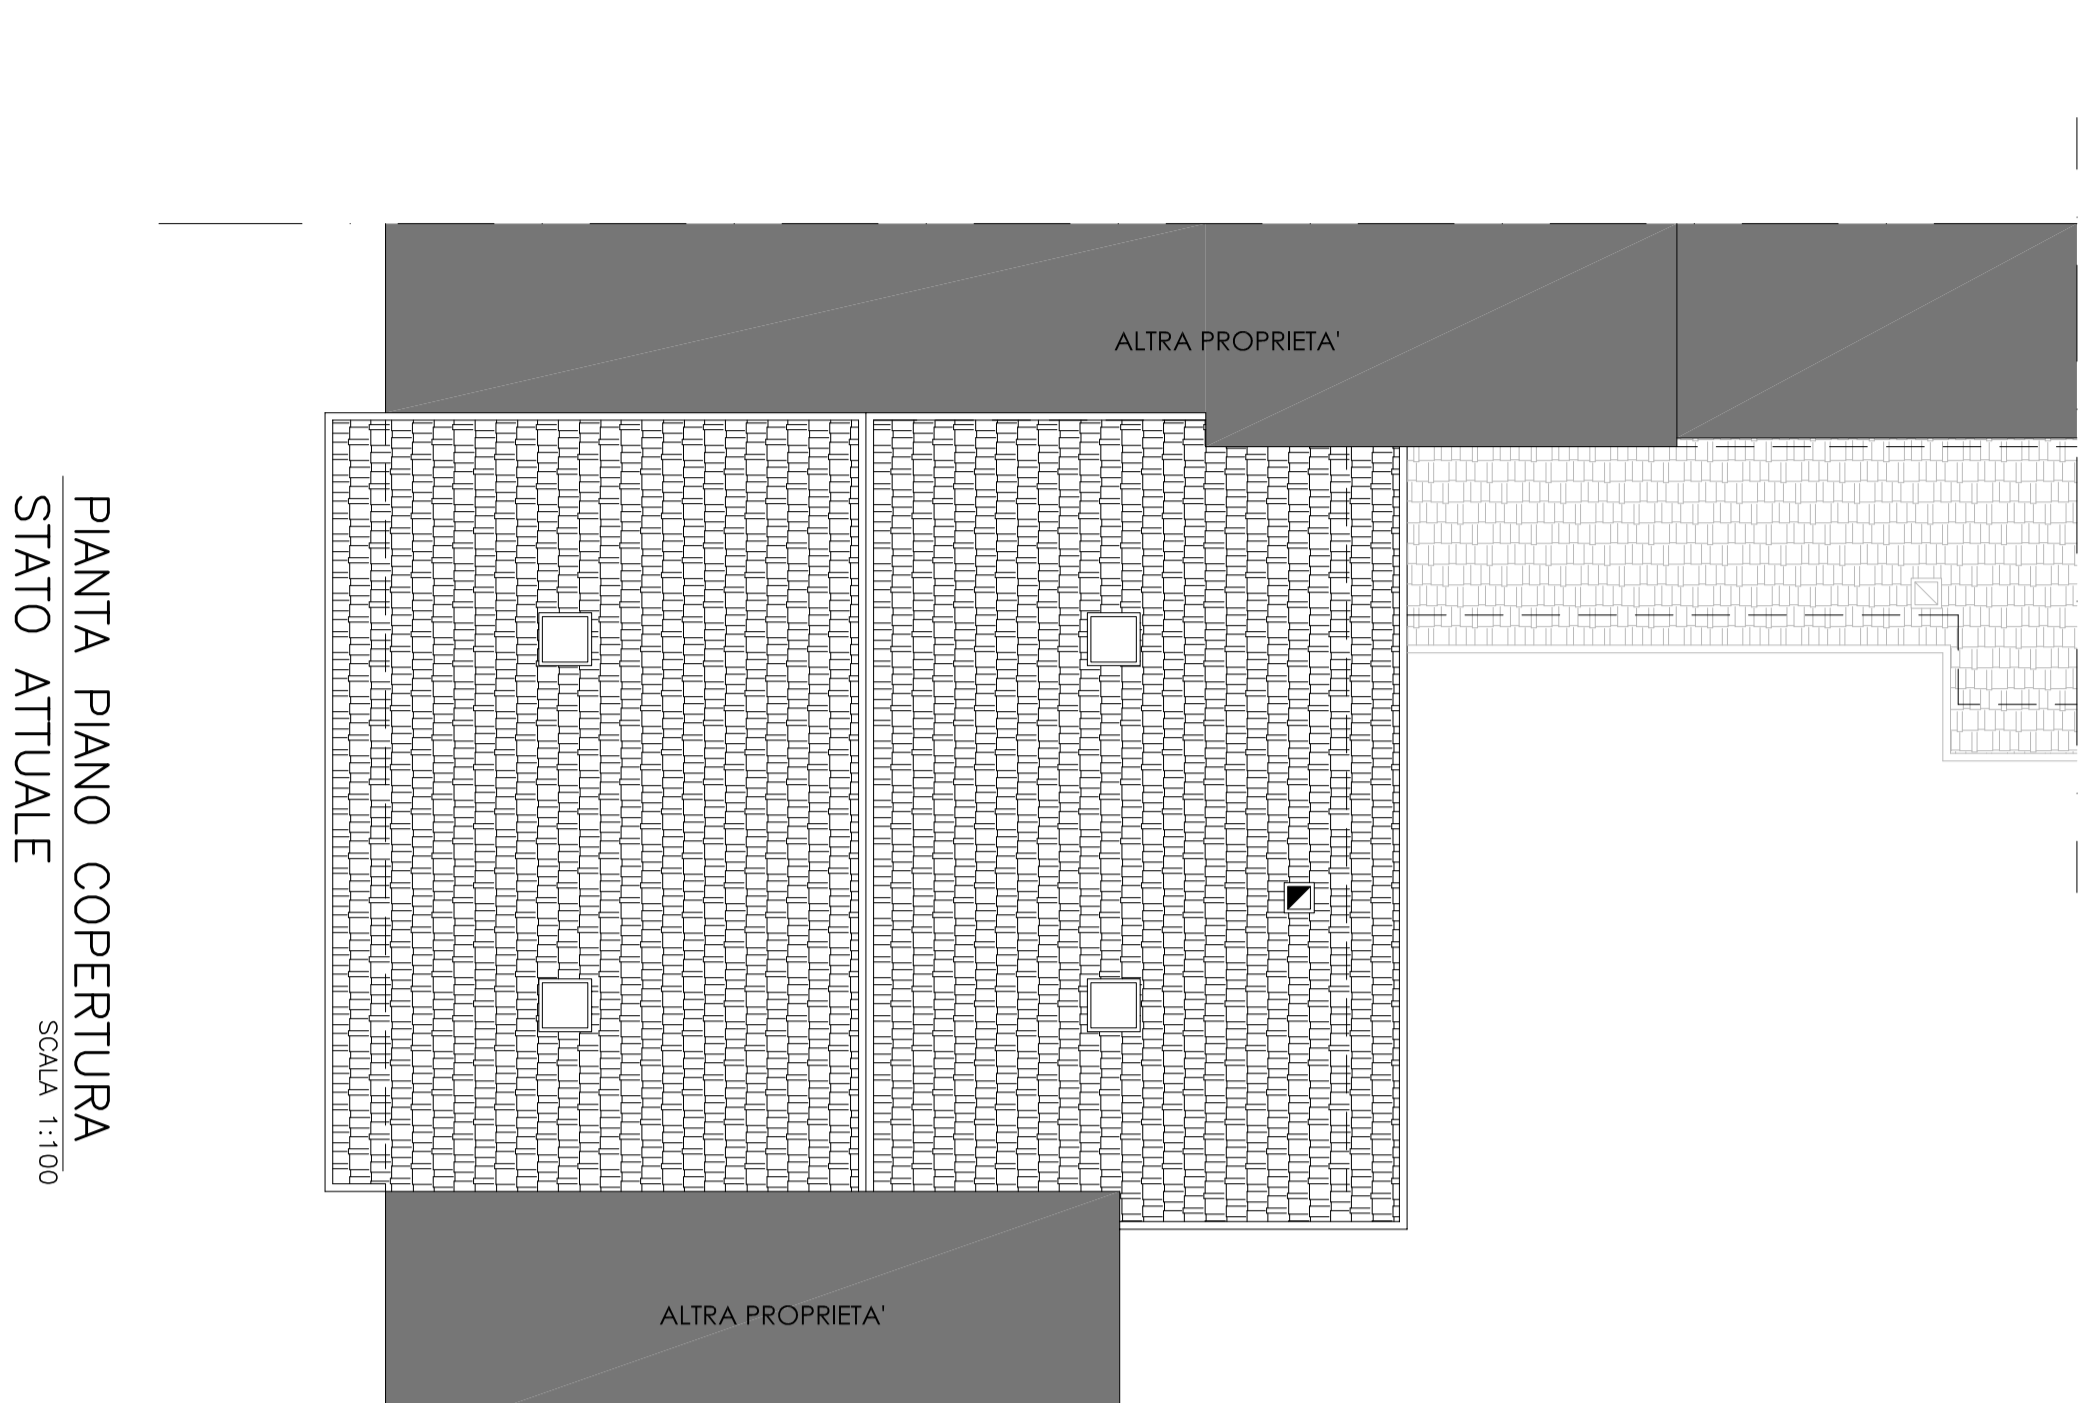 PIANTA PIANO COPERTURA
STATO ATTUALE
SCALA 1:100
ALTRA PROPRIETA'
ALTRA PROPRIETA'